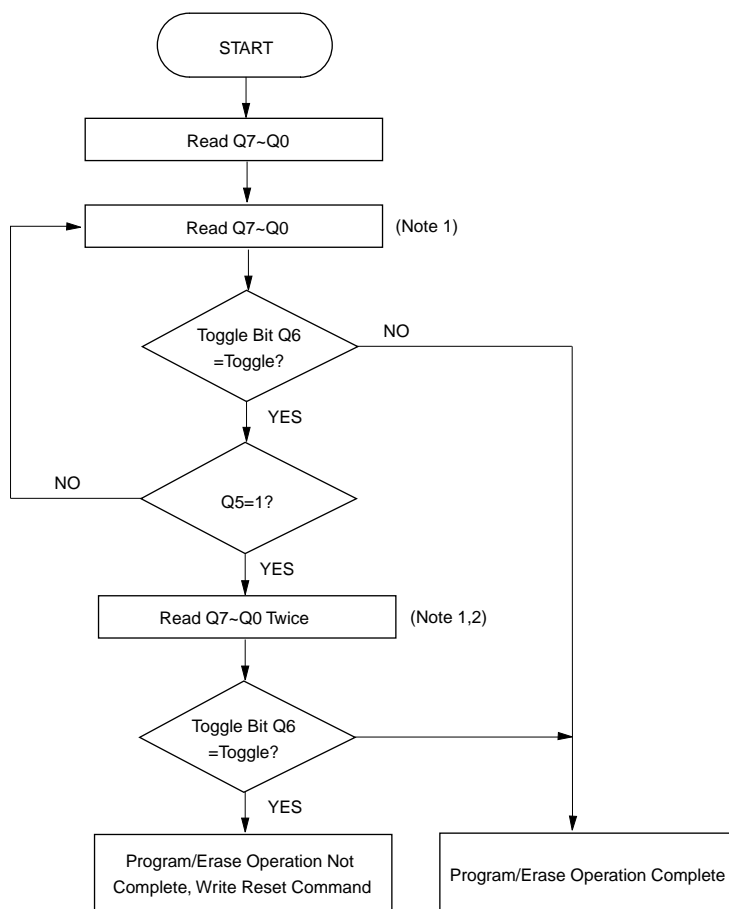 START
Read Q7~Q0
Read Q7~Q0
(Note 1)
Toggle Bit Q6
=Toggle?
NO
YES
NO
Q5=1?
YES
Read Q7~Q0 Twice
(Note 1,2)
Toggle Bit Q6
=Toggle?
YES
Program/Erase Operation Not
Complete, Write Reset Command
Program/Erase Operation Complete